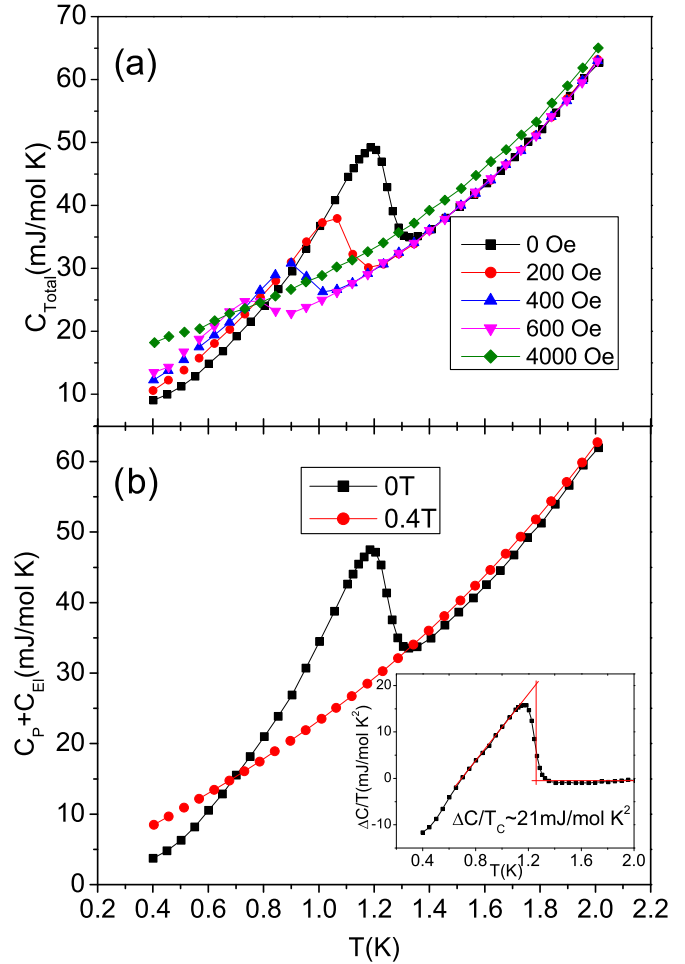 70
60
50
40
30
20
10
C_Total(mJ/mol K)
(a)
0 Oe
200 Oe
400 Oe
600 Oe
4000 Oe
60
50
40
30
20
10
0
C_P+C_El(mJ/mol K)
(b)
0T
0.4T
20
10
0
-10
ΔC/T(mJ/mol K²)
ΔC/T_C~21mJ/mol K²
0.4 0.8 1.2 1.6 2.0
T(K)
0.2 0.4 0.6 0.8 1.0 1.2 1.4 1.6 1.8 2.0 2.2
T(K)